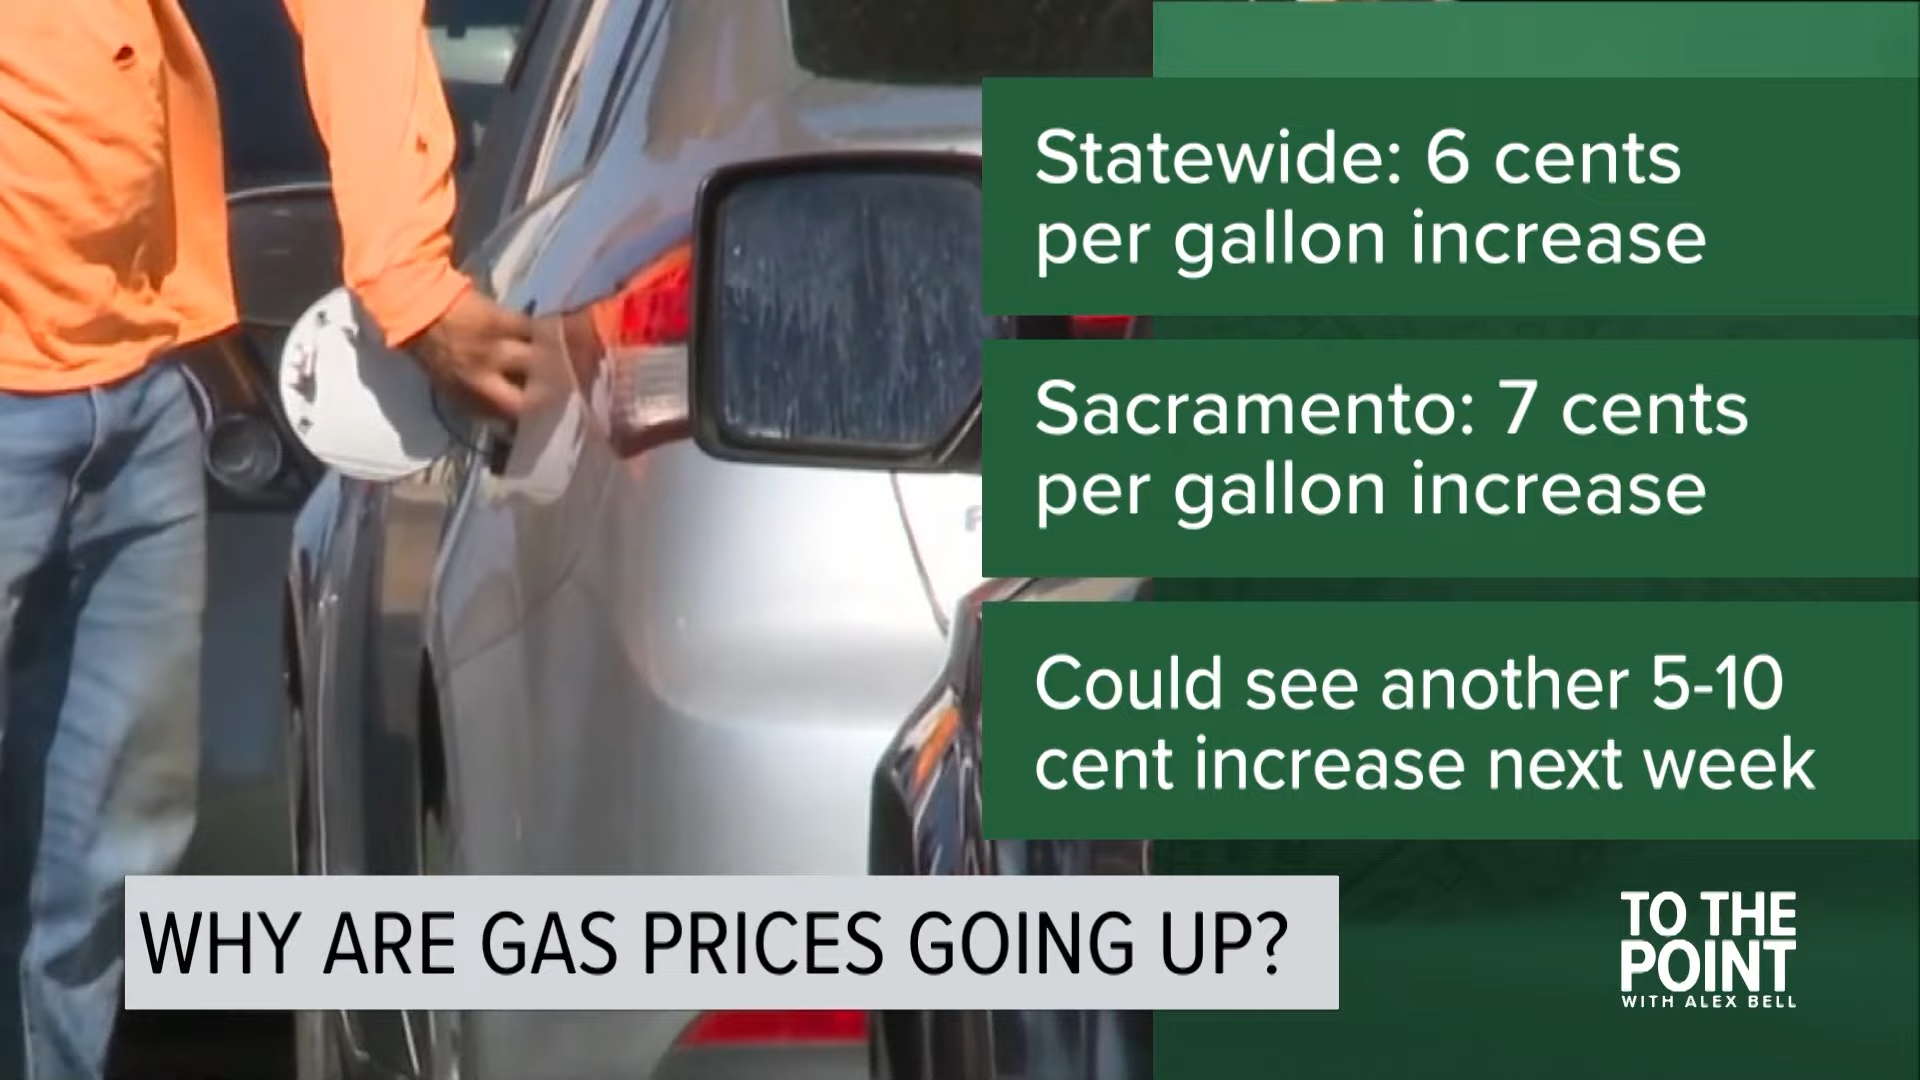 Statewide: 6 cents
per gallon increase
Sacramento: 7 cents
per gallon increase
Could see another 5-10
cent increase next week
WHY ARE GAS PRICES GOING UP?
TO THE
POINT
WITH ALEX BELL